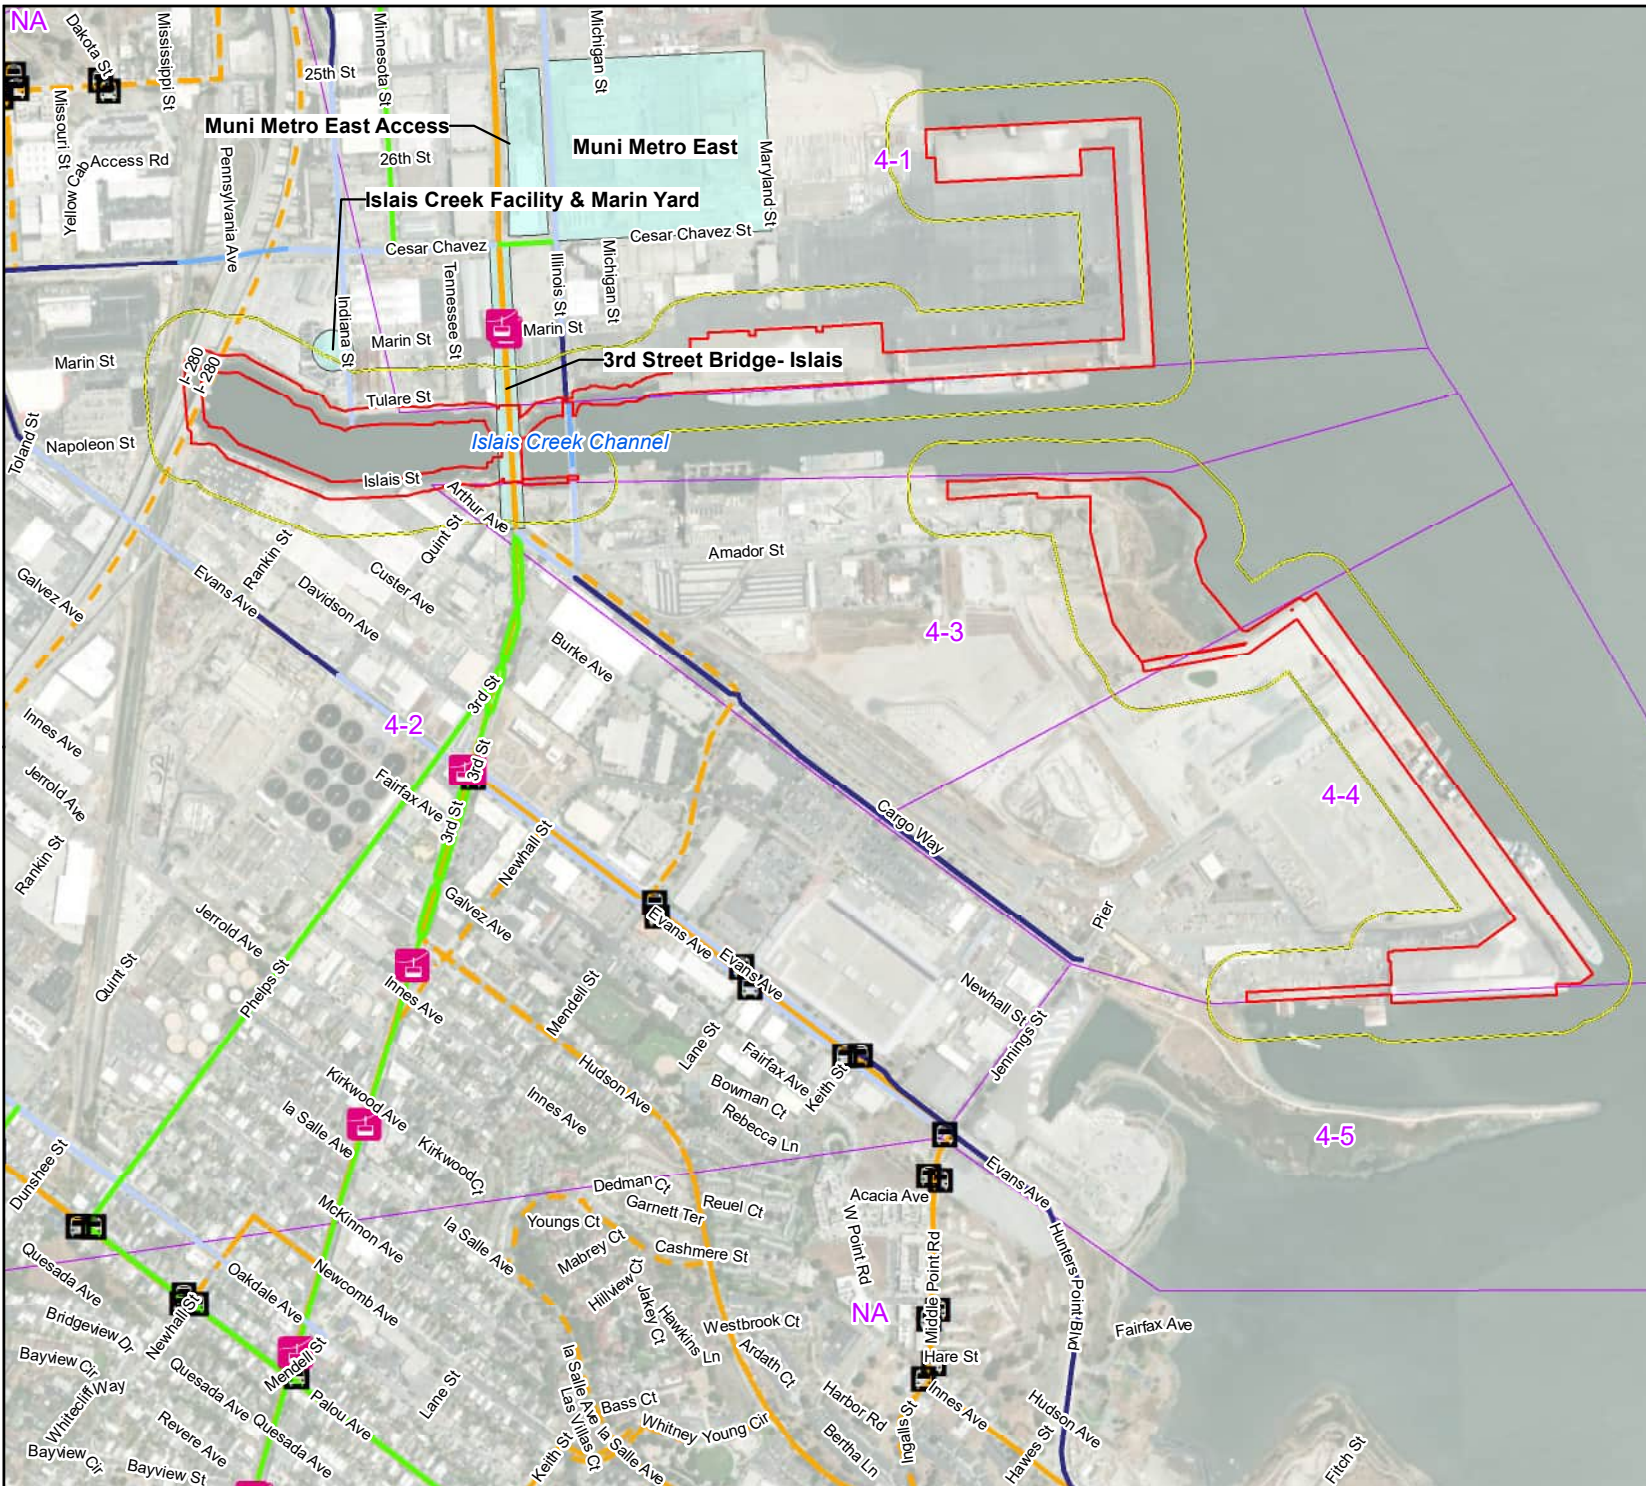 NA
Dakota St
Mississippi St
Minnesota St
Michigan St
25th St
Missouri St
Muni Metro East Access
Muni Metro East
Access Rd
Yellow Cab
Pennsylvania Ave
26th St
Maryland St
4-1
Islais Creek Facility & Marin Yard
Cesar Chavez
Cesar Chavez St
Tennessee St
Illinois St
Michigan St
Indiana St
Marin St
Marin St
Marin St
I- 280
I- 280
3rd Street Bridge- Islais
Tulare St
Toland St
Napoleon St
Islais Creek Channel
Islais St
Arthur Ave
Quint St
Amador St
Rankin St
Galvez Ave
Evans Ave
Davidson Ave
Custer Ave
Burke Ave
4-3
Innes Ave
4-2
3rd St
3rd St
Jerrold Ave
Fairfax Ave
3rd St
4-4
Cargo Way
Rankin St
Newhall St
Galvez Ave
Jerrold Ave
Evans Ave
Evans Ave
Pier
Quint St
Phelps St
Innes Ave
Mendell St
Newhall St
Jennings St
Lane St
Fairfax Ave
Keith St
Hudson Ave
Bowman Ct
Kirkwood Ave
la Salle Ave
Innes Ave
Rebecca Ln
4-5
Dunshee St
Kirkwood Ct
Dedman Ct
Evans Ave
Acacia Ave
Reuel Ct
Garnett Ter
McKinnon Ave
la Salle Ave
Youngs Ct
W Point Rd
Middle Point Rd
Hunters Point Blvd
Cashmere St
Mabrey Ct
Quesada Ave
Oakdale Ave
Newcomb Ave
Hillview Ct
Jakey Ct
Hawkins Ln
NA
Westbrook Ct
Fairfax Ave
Bridgeview Dr
Newhall St
Ardath Ct
Hare St
Bayview Cir
Mendell St
la Salle Ave
Quesada Ave
Lane St
Las Villas Ct
Bass Ct
Harbor Rd
Innes Ave
Hudson Ave
Whitecliff Way
Palou Ave
Whitney Young Cir
Ingalls St
Revere Ave
Quesada Ave
la Salle Ave
Bertha Ln
Hawes St
Bayview Cir
Bayview St
Keith St
Fitch St